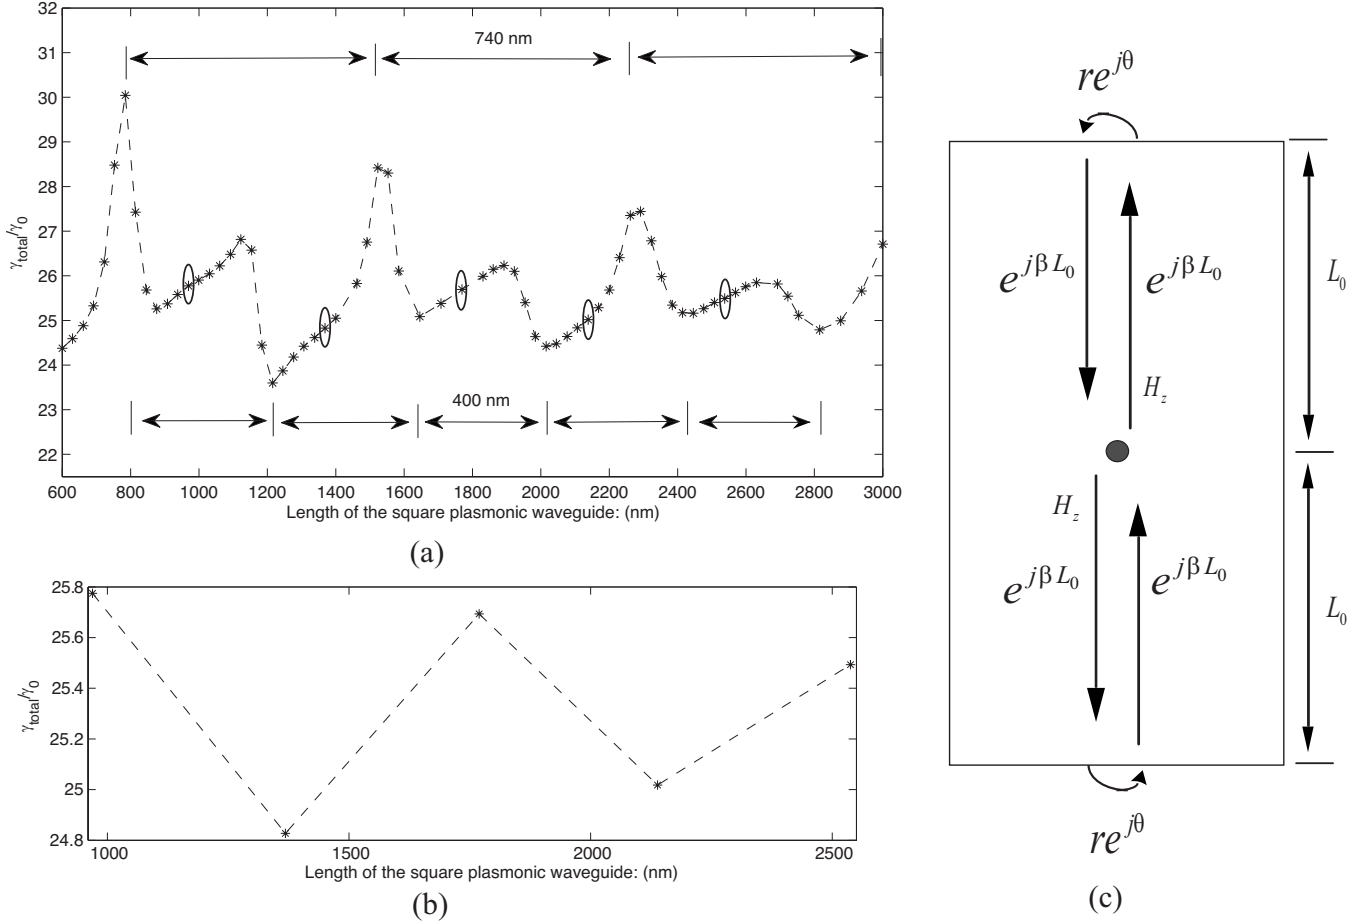 32
31
30
29
28
27
26
25
24
23
22
γtotal/γ0
740 nm
400 nm
600 800 1000 1200 1400 1600 1800 2000 2200 2400 2600 2800 3000
Length of the square plasmonic waveguide: (nm)
(a)
25.8
25.6
25.4
25.2
25
24.8
γtotal/γ0
1000 1500 2000 2500
Length of the square plasmonic waveguide: (nm)
(b)
re^{jθ}
e^{jβL0} e^{jβL0}
L0
Hz
Hz
e^{jβL0} e^{jβL0}
L0
re^{jθ}
(c)